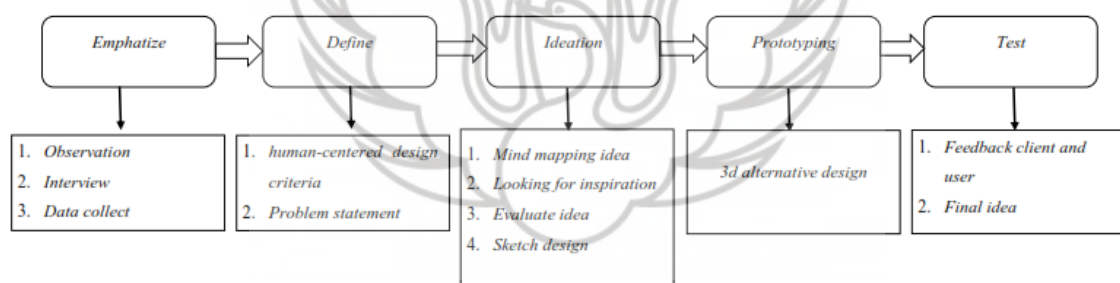 Emphatize
Define
Ideation
Prototyping
Test
1. Observation
2. Interview
3. Data collect
1. human-centered design
criteria
2. Problem statement
1. Mind mapping idea
2. Looking for inspiration
3. Evaluate idea
4. Sketch design
3d alternative design
1. Feedback client and
user
2. Final idea